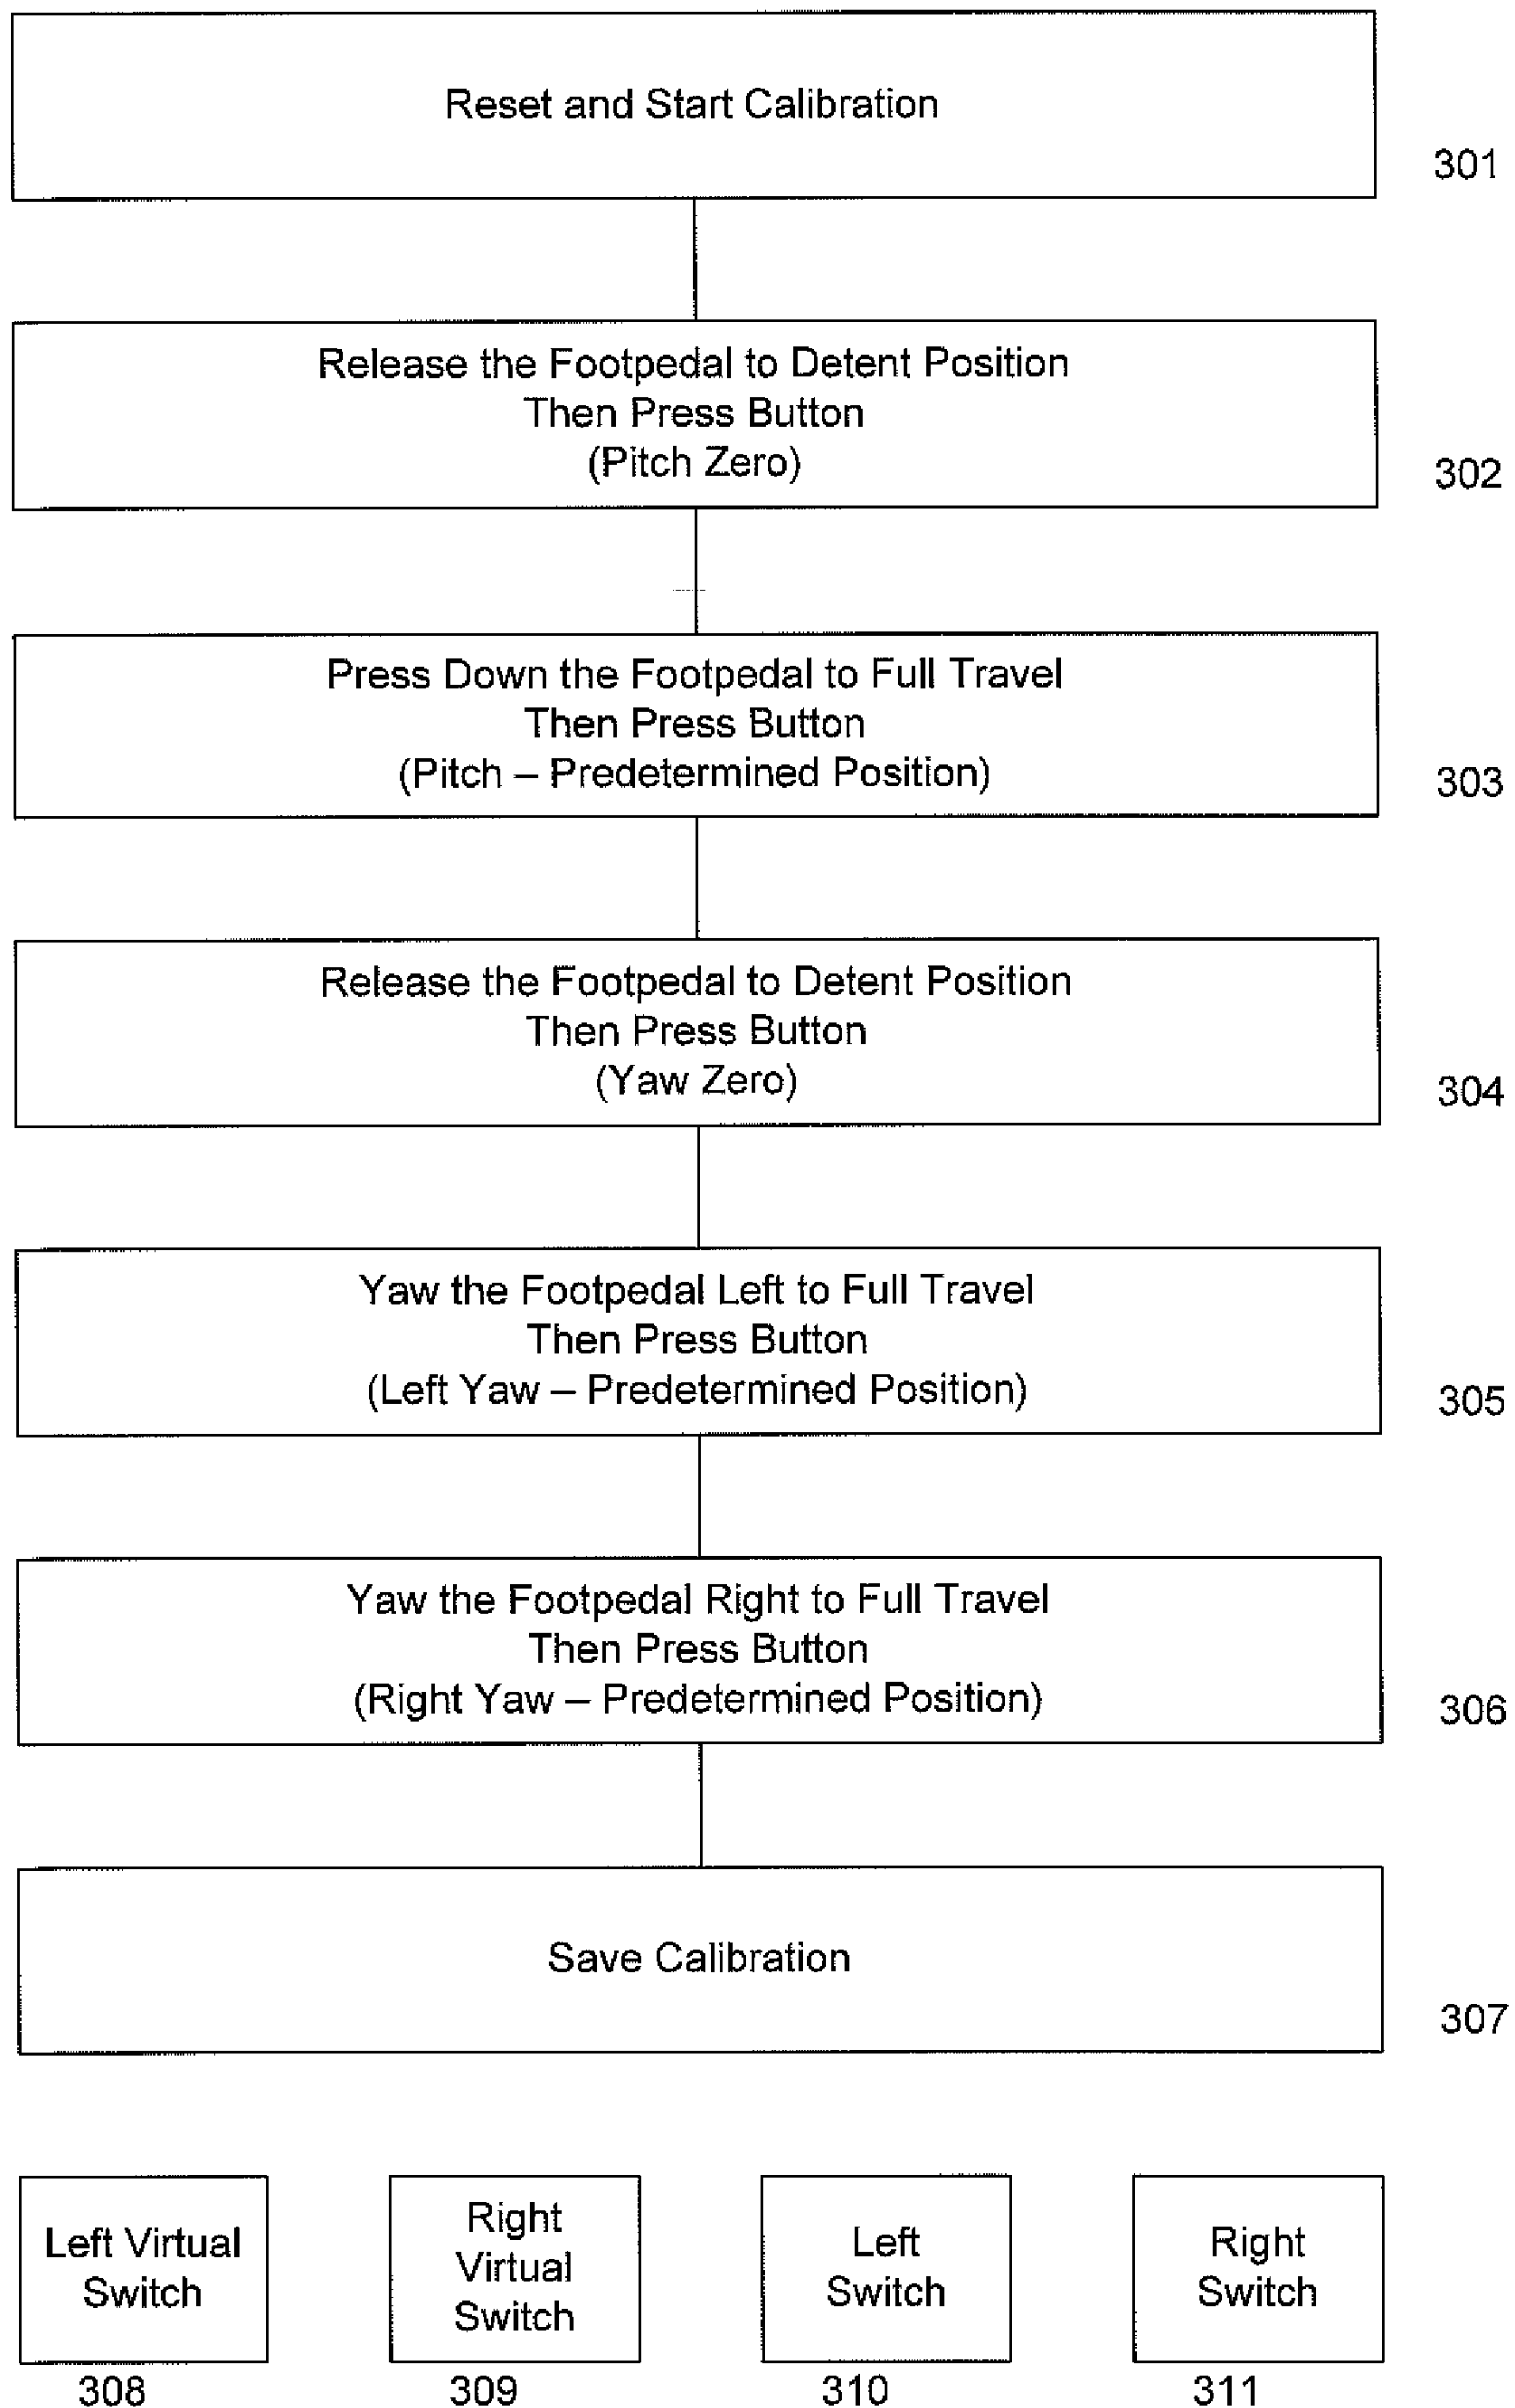 Reset and Start Calibration
301
Release the Footpedal to Detent Position
Then Press Button
(Pitch Zero)
302
Press Down the Footpedal to Full Travel
Then Press Button
(Pitch – Predetermined Position)
303
Release the Footpedal to Detent Position
Then Press Button
(Yaw Zero)
304
Yaw the Footpedal Left to Full Travel
Then Press Button
(Left Yaw – Predetermined Position)
305
Yaw the Footpedal Right to Full Travel
Then Press Button
(Right Yaw – Predetermined Position)
306
Save Calibration
307
Left Virtual
Switch
308
Right
Virtual
Switch
309
Left
Switch
310
Right
Switch
311